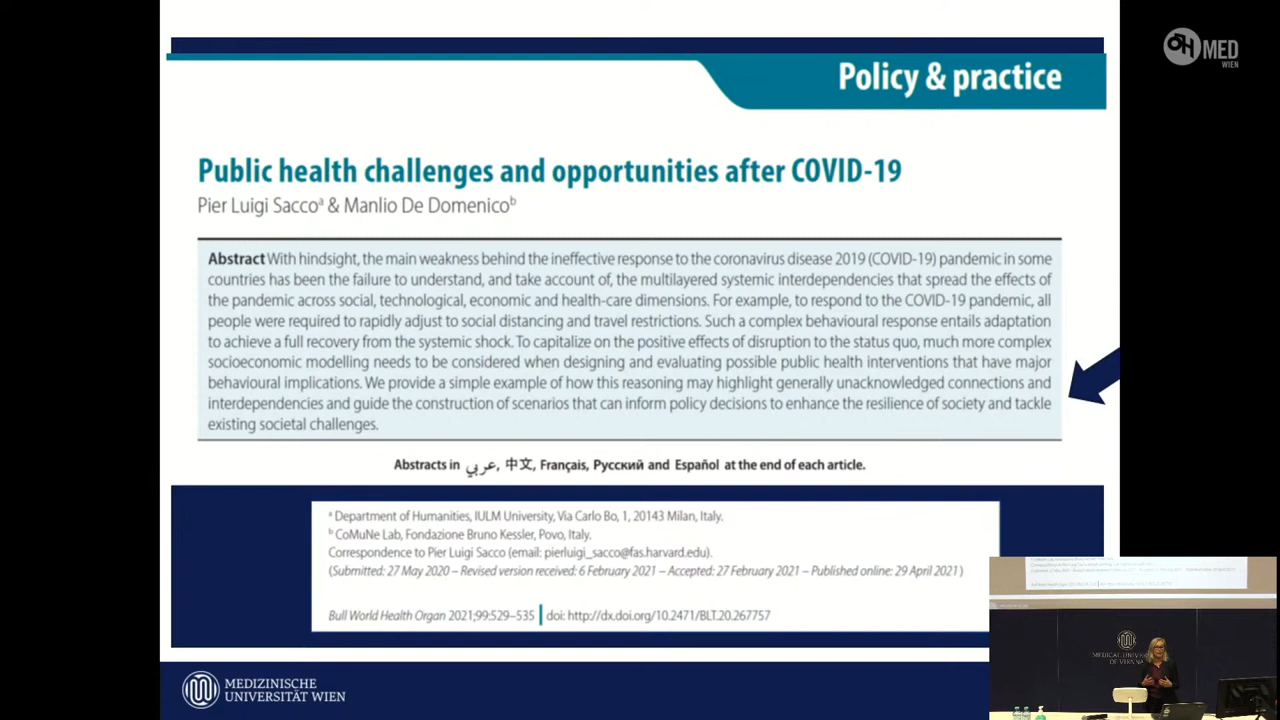 OH MED
WIEN
Policy & practice
Public health challenges and opportunities after COVID-19
Pier Luigi Saccoᵃ & Manlio De Domenicoᵇ
Abstract With hindsight, the main weakness behind the ineffective response to the coronavirus disease 2019 (COVID-19) pandemic in some
countries has been the failure to understand, and take account of, the multilayered systemic interdependencies that spread the effects of
the pandemic across social, technological, economic and health-care dimensions. For example, to respond to the COVID-19 pandemic, all
people were required to rapidly adjust to social distancing and travel restrictions. Such a complex behavioural response entails adaptation
to achieve a full recovery from the systemic shock. To capitalize on the positive effects of disruption to the status quo, much more complex
socioeconomic modelling needs to be considered when designing and evaluating possible public health interventions that have major
behavioural implications. We provide a simple example of how this reasoning may highlight generally unacknowledged connections and
interdependencies and guide the construction of scenarios that can inform policy decisions to enhance the resilience of society and tackle
existing societal challenges.
Abstracts in عربي, 中文, Français, Русский and Español at the end of each article.
ᵃ Department of Humanities, IULM University, Via Carlo Bo, 1, 20143 Milan, Italy.
ᵇ CoMuNe Lab, Fondazione Bruno Kessler, Povo, Italy.
Correspondence to Pier Luigi Sacco (email: pierluigi_sacco@fas.harvard.edu).
(Submitted: 27 May 2020 – Revised version received: 6 February 2021 – Accepted: 27 February 2021 – Published online: 29 April 2021 )
Bull World Health Organ 2021;99:529–535 | doi: http://dx.doi.org/10.2471/BLT.20.267757
MEDICAL UNIVERSITY
OF VIENNA
MEDIZINISCHE
UNIVERSITÄT WIEN